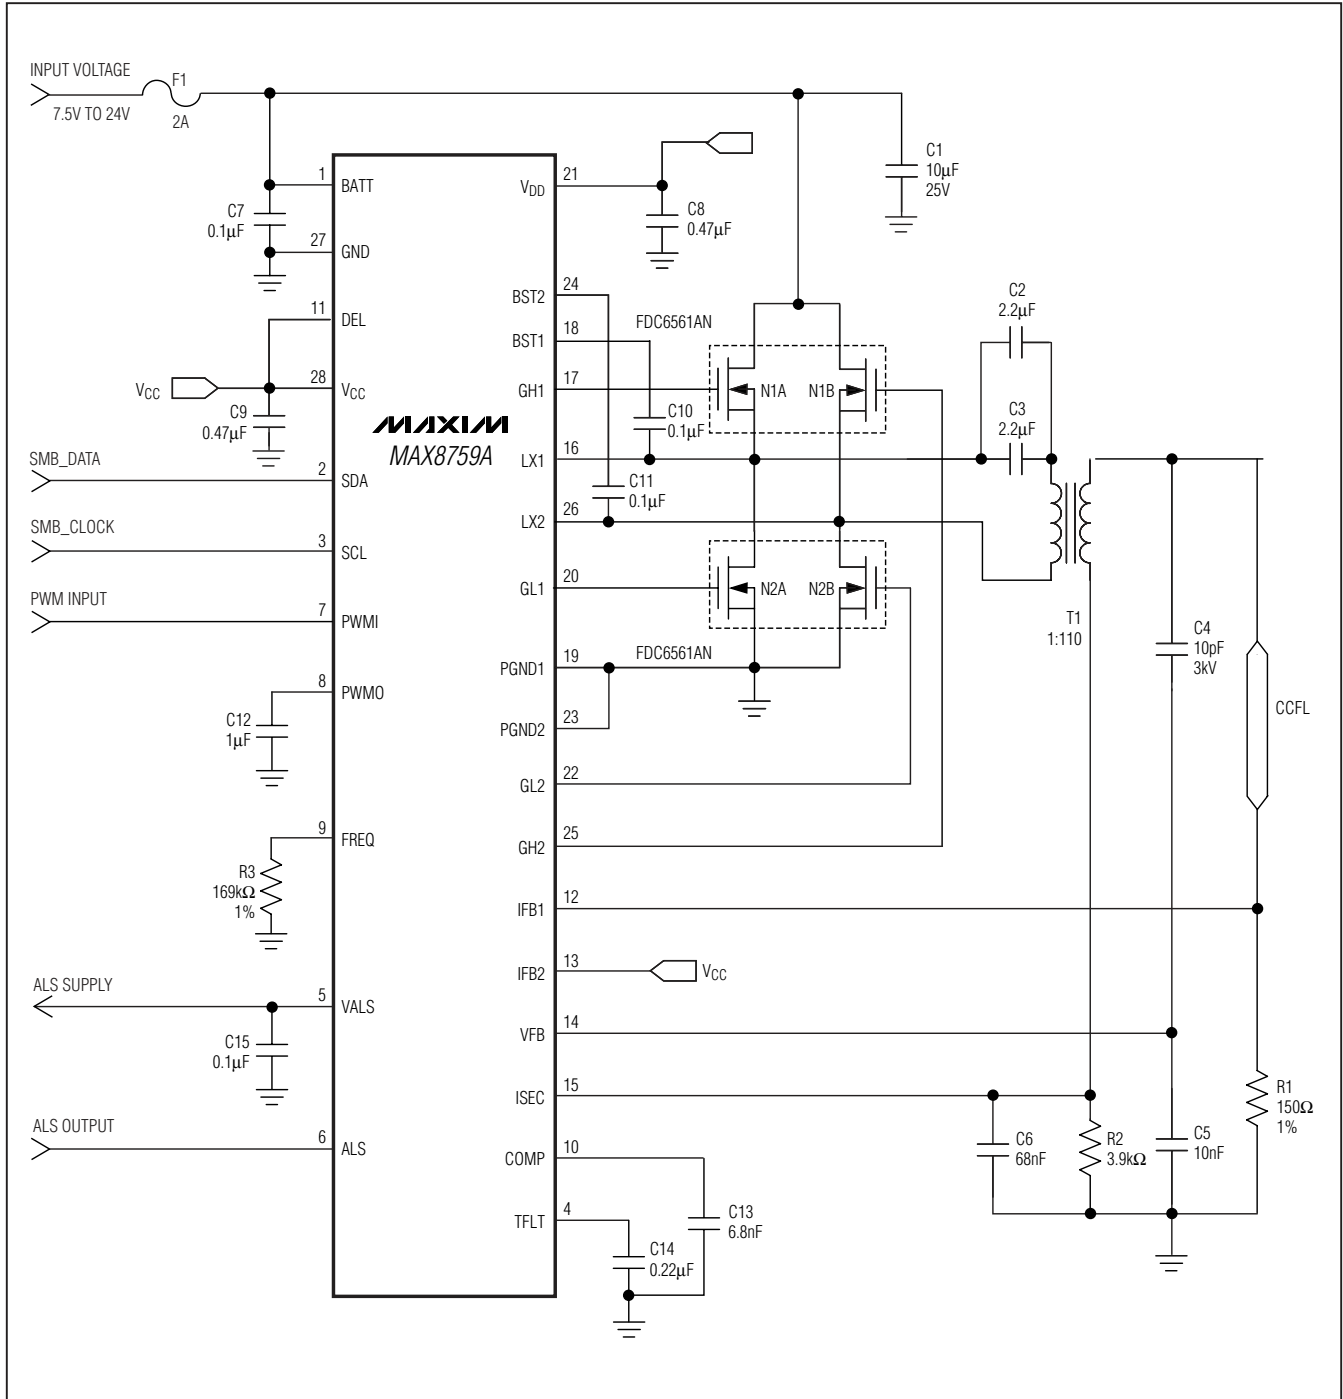 INPUT VOLTAGE
7.5V TO 24V
F1
2A
C1
10µF
25V
1
BATT
C7
0.1µF
27
GND
11
DEL
VCC
28
VCC
C9
0.47µF
MAXIM
MAX8759A
SMB_DATA
2
SDA
SMB_CLOCK
3
SCL
PWM INPUT
7
PWMI
8
PWMO
C12
1µF
9
FREQ
R3
169kΩ
1%
ALS SUPPLY
5
VALS
C15
0.1µF
ALS OUTPUT
6
ALS
VDD
21
C8
0.47µF
BST2
24
BST1
18
FDC6561AN
GH1
17
N1A
N1B
C10
0.1µF
LX1
16
C11
0.1µF
LX2
26
GL1
20
N2A
N2B
PGND1
19
FDC6561AN
PGND2
23
GL2
22
GH2
25
IFB1
12
IFB2
13
VCC
VFB
14
ISEC
15
COMP
10
TFLT
4
C13
6.8nF
C14
0.22µF
C2
2.2µF
C3
2.2µF
T1
1:110
C4
10pF
3kV
CCFL
C6
68nF
R2
3.9kΩ
C5
10nF
R1
150Ω
1%